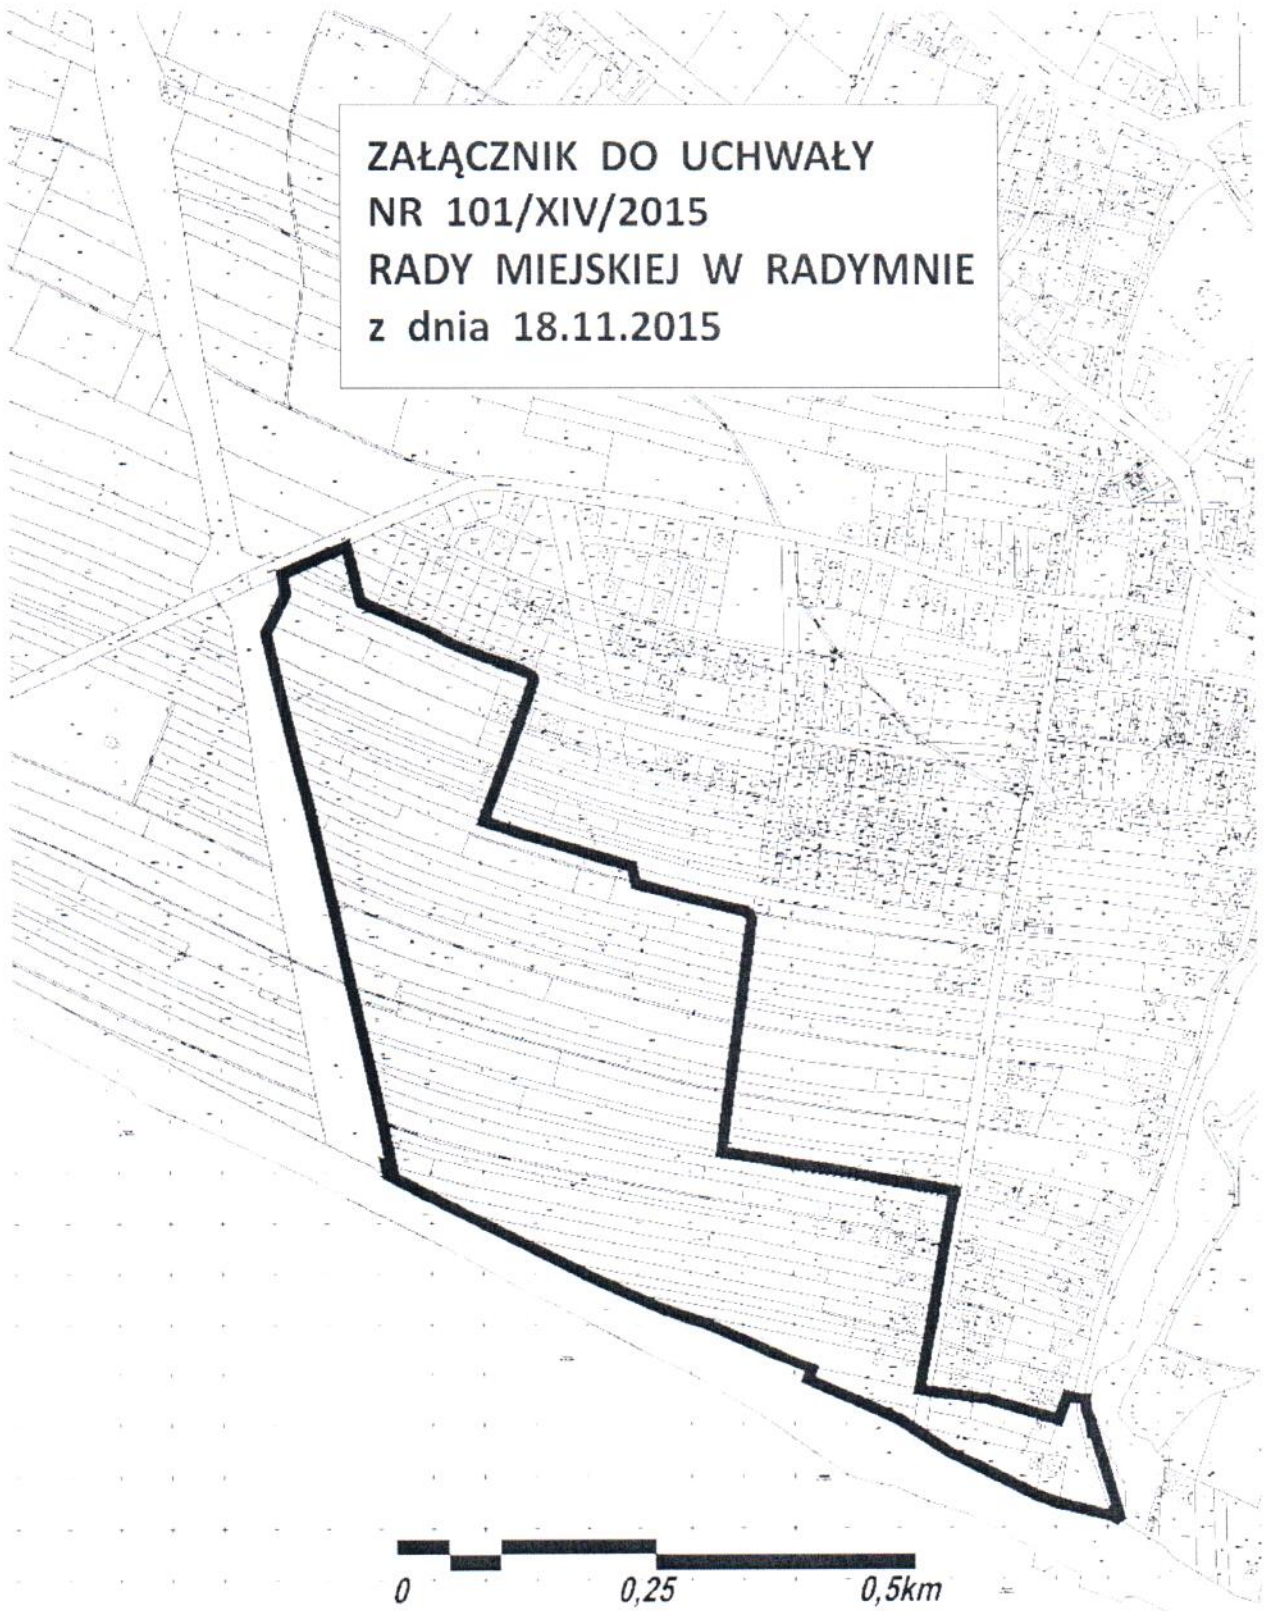 ZAŁĄCZNIK DO UCHWAŁY
NR 101/XIV/2015
RADY MIEJSKIEJ W RADYMNIE
z dnia 18.11.2015
0 0,25 0,5km